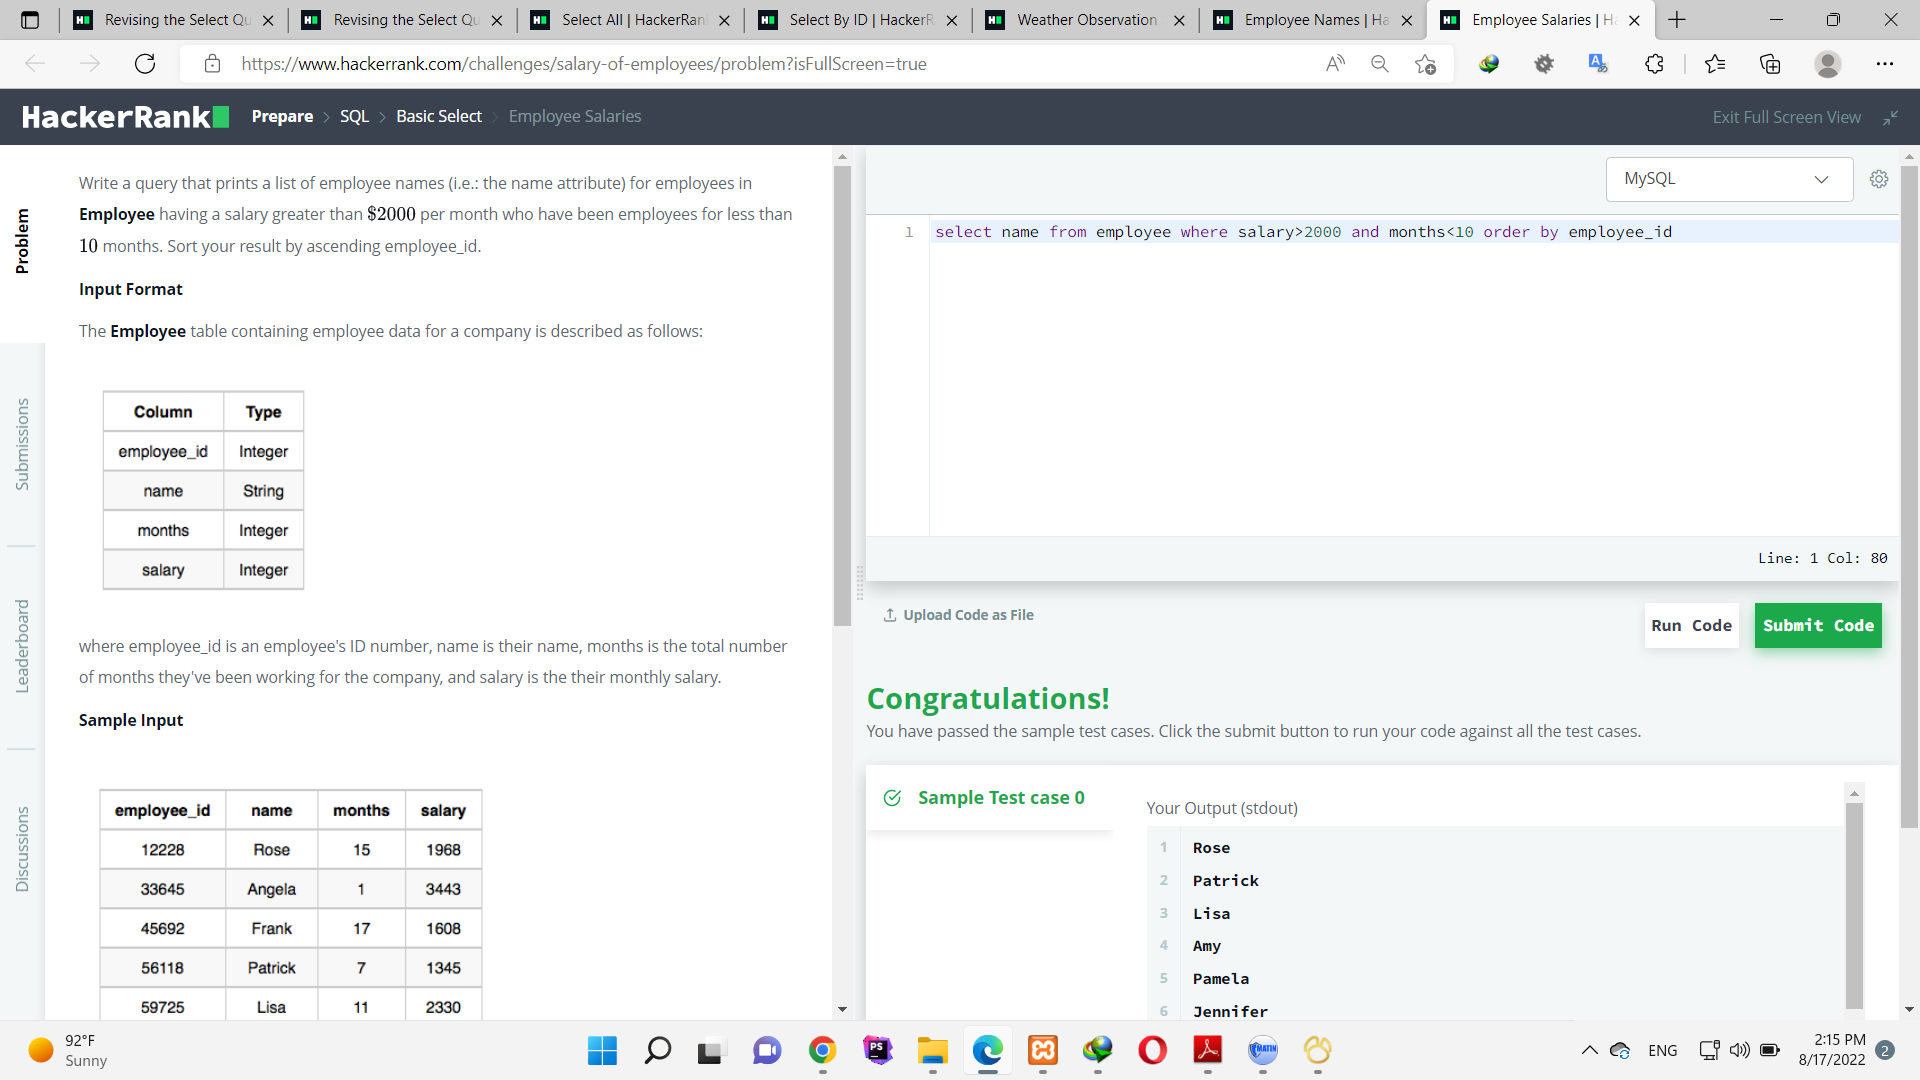 Revising the Select Qu
Revising the Select Qu
Select All | HackerRan
Select By ID | HackerR
Weather Observation
Employee Names | Ha
Employee Salaries | Ha
https://www.hackerrank.com/challenges/salary-of-employees/problem?isFullScreen=true
HackerRank
Prepare > SQL > Basic Select > Employee Salaries
Exit Full Screen View
Problem
Submissions
Leaderboard
Discussions
Write a query that prints a list of employee names (i.e.: the name attribute) for employees in
Employee having a salary greater than $2000 per month who have been employees for less than
10 months. Sort your result by ascending employee_id.
Input Format
The Employee table containing employee data for a company is described as follows:
Column Type
employee_id Integer
name String
months Integer
salary Integer
where employee_id is an employee's ID number, name is their name, months is the total number
of months they've been working for the company, and salary is the their monthly salary.
Sample Input
employee_id name months salary
12228 Rose 15 1968
33645 Angela 1 3443
45692 Frank 17 1608
56118 Patrick 7 1345
59725 Lisa 11 2330
MySQL
1 select name from employee where salary>2000 and months<10 order by employee_id
Line: 1 Col: 80
Upload Code as File
Run Code
Submit Code
Congratulations!
You have passed the sample test cases. Click the submit button to run your code against all the test cases.
Sample Test case 0
Your Output (stdout)
1 Rose
2 Patrick
3 Lisa
4 Amy
5 Pamela
6 Jennifer
92°F
Sunny
PS
MATIN
ENG
2:15 PM
8/17/2022
2